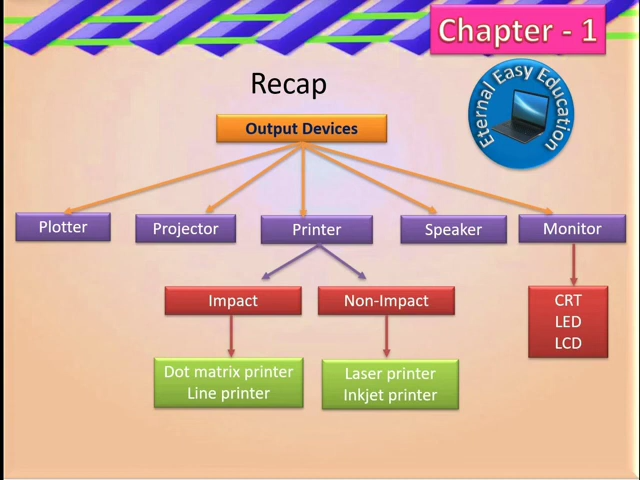 Chapter - 1
Recap
Eternal Easy Education
Output Devices
Plotter
Projector
Printer
Speaker
Monitor
Impact
Non-Impact
CRT
LED
LCD
Dot matrix printer
Line printer
Laser printer
Inkjet printer